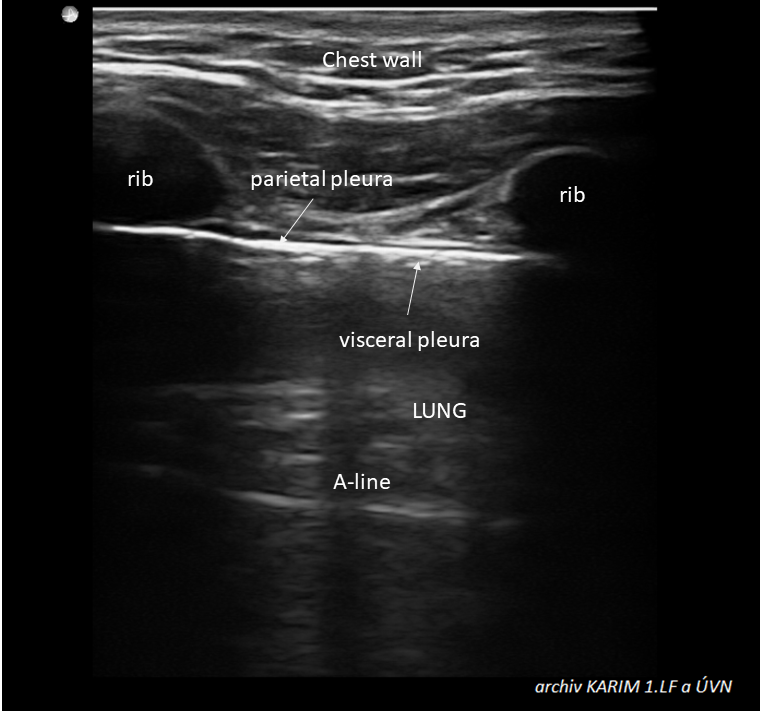 Chest wall
rib
parietal pleura
rib
visceral pleura
LUNG
A-line
archiv KARIM 1.LF a ÚVN